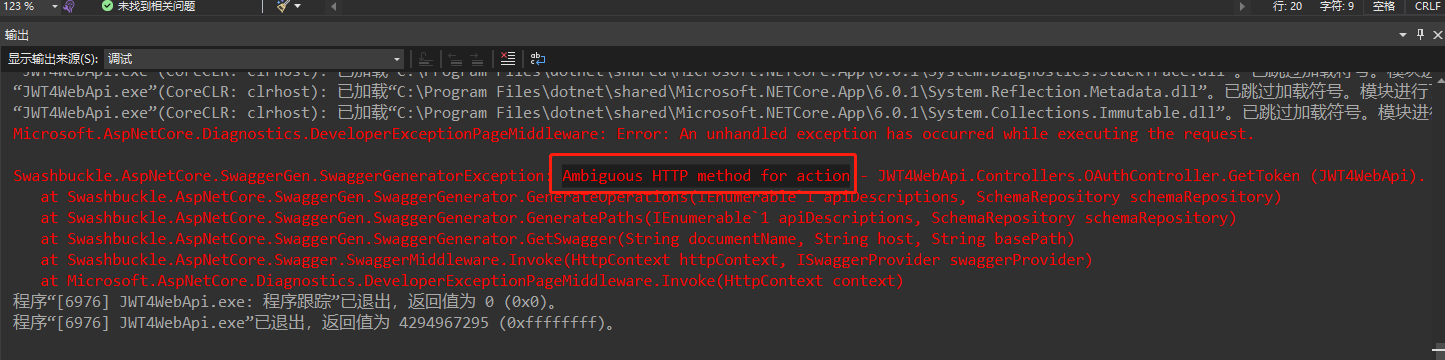 123 %
未找到相关问题
行: 20 字符: 9 空格 CRLF
输出
显示输出来源(S): 调试
“JWT4WebApi.exe”(CoreCLR: clrhost): 已加载“C:\Program Files\dotnet\shared\Microsoft.NETCore.App\6.0.1\System.Diagnostics.StackTrace.dll”。已跳过加载符号。模块进
“JWT4WebApi.exe”(CoreCLR: clrhost): 已加载“C:\Program Files\dotnet\shared\Microsoft.NETCore.App\6.0.1\System.Reflection.Metadata.dll”。已跳过加载符号。模块进行了
“JWT4WebApi.exe”(CoreCLR: clrhost): 已加载“C:\Program Files\dotnet\shared\Microsoft.NETCore.App\6.0.1\System.Collections.Immutable.dll”。已跳过加载符号。模块进
Microsoft.AspNetCore.Diagnostics.DeveloperExceptionPageMiddleware: Error: An unhandled exception has occurred while executing the request.
Swashbuckle.AspNetCore.SwaggerGen.SwaggerGeneratorException: Ambiguous HTTP method for action - JWT4WebApi.Controllers.OAuthController.GetToken (JWT4WebApi).
at Swashbuckle.AspNetCore.SwaggerGen.SwaggerGenerator.GenerateOperations(IEnumerable`1 apiDescriptions, SchemaRepository schemaRepository)
at Swashbuckle.AspNetCore.SwaggerGen.SwaggerGenerator.GeneratePaths(IEnumerable`1 apiDescriptions, SchemaRepository schemaRepository)
at Swashbuckle.AspNetCore.SwaggerGen.SwaggerGenerator.GetSwagger(String documentName, String host, String basePath)
at Swashbuckle.AspNetCore.Swagger.SwaggerMiddleware.Invoke(HttpContext httpContext, ISwaggerProvider swaggerProvider)
at Microsoft.AspNetCore.Diagnostics.DeveloperExceptionPageMiddleware.Invoke(HttpContext context)
程序“[6976] JWT4WebApi.exe: 程序跟踪”已退出，返回值为 0 (0x0)。
程序“[6976] JWT4WebApi.exe”已退出，返回值为 4294967295 (0xffffffff)。